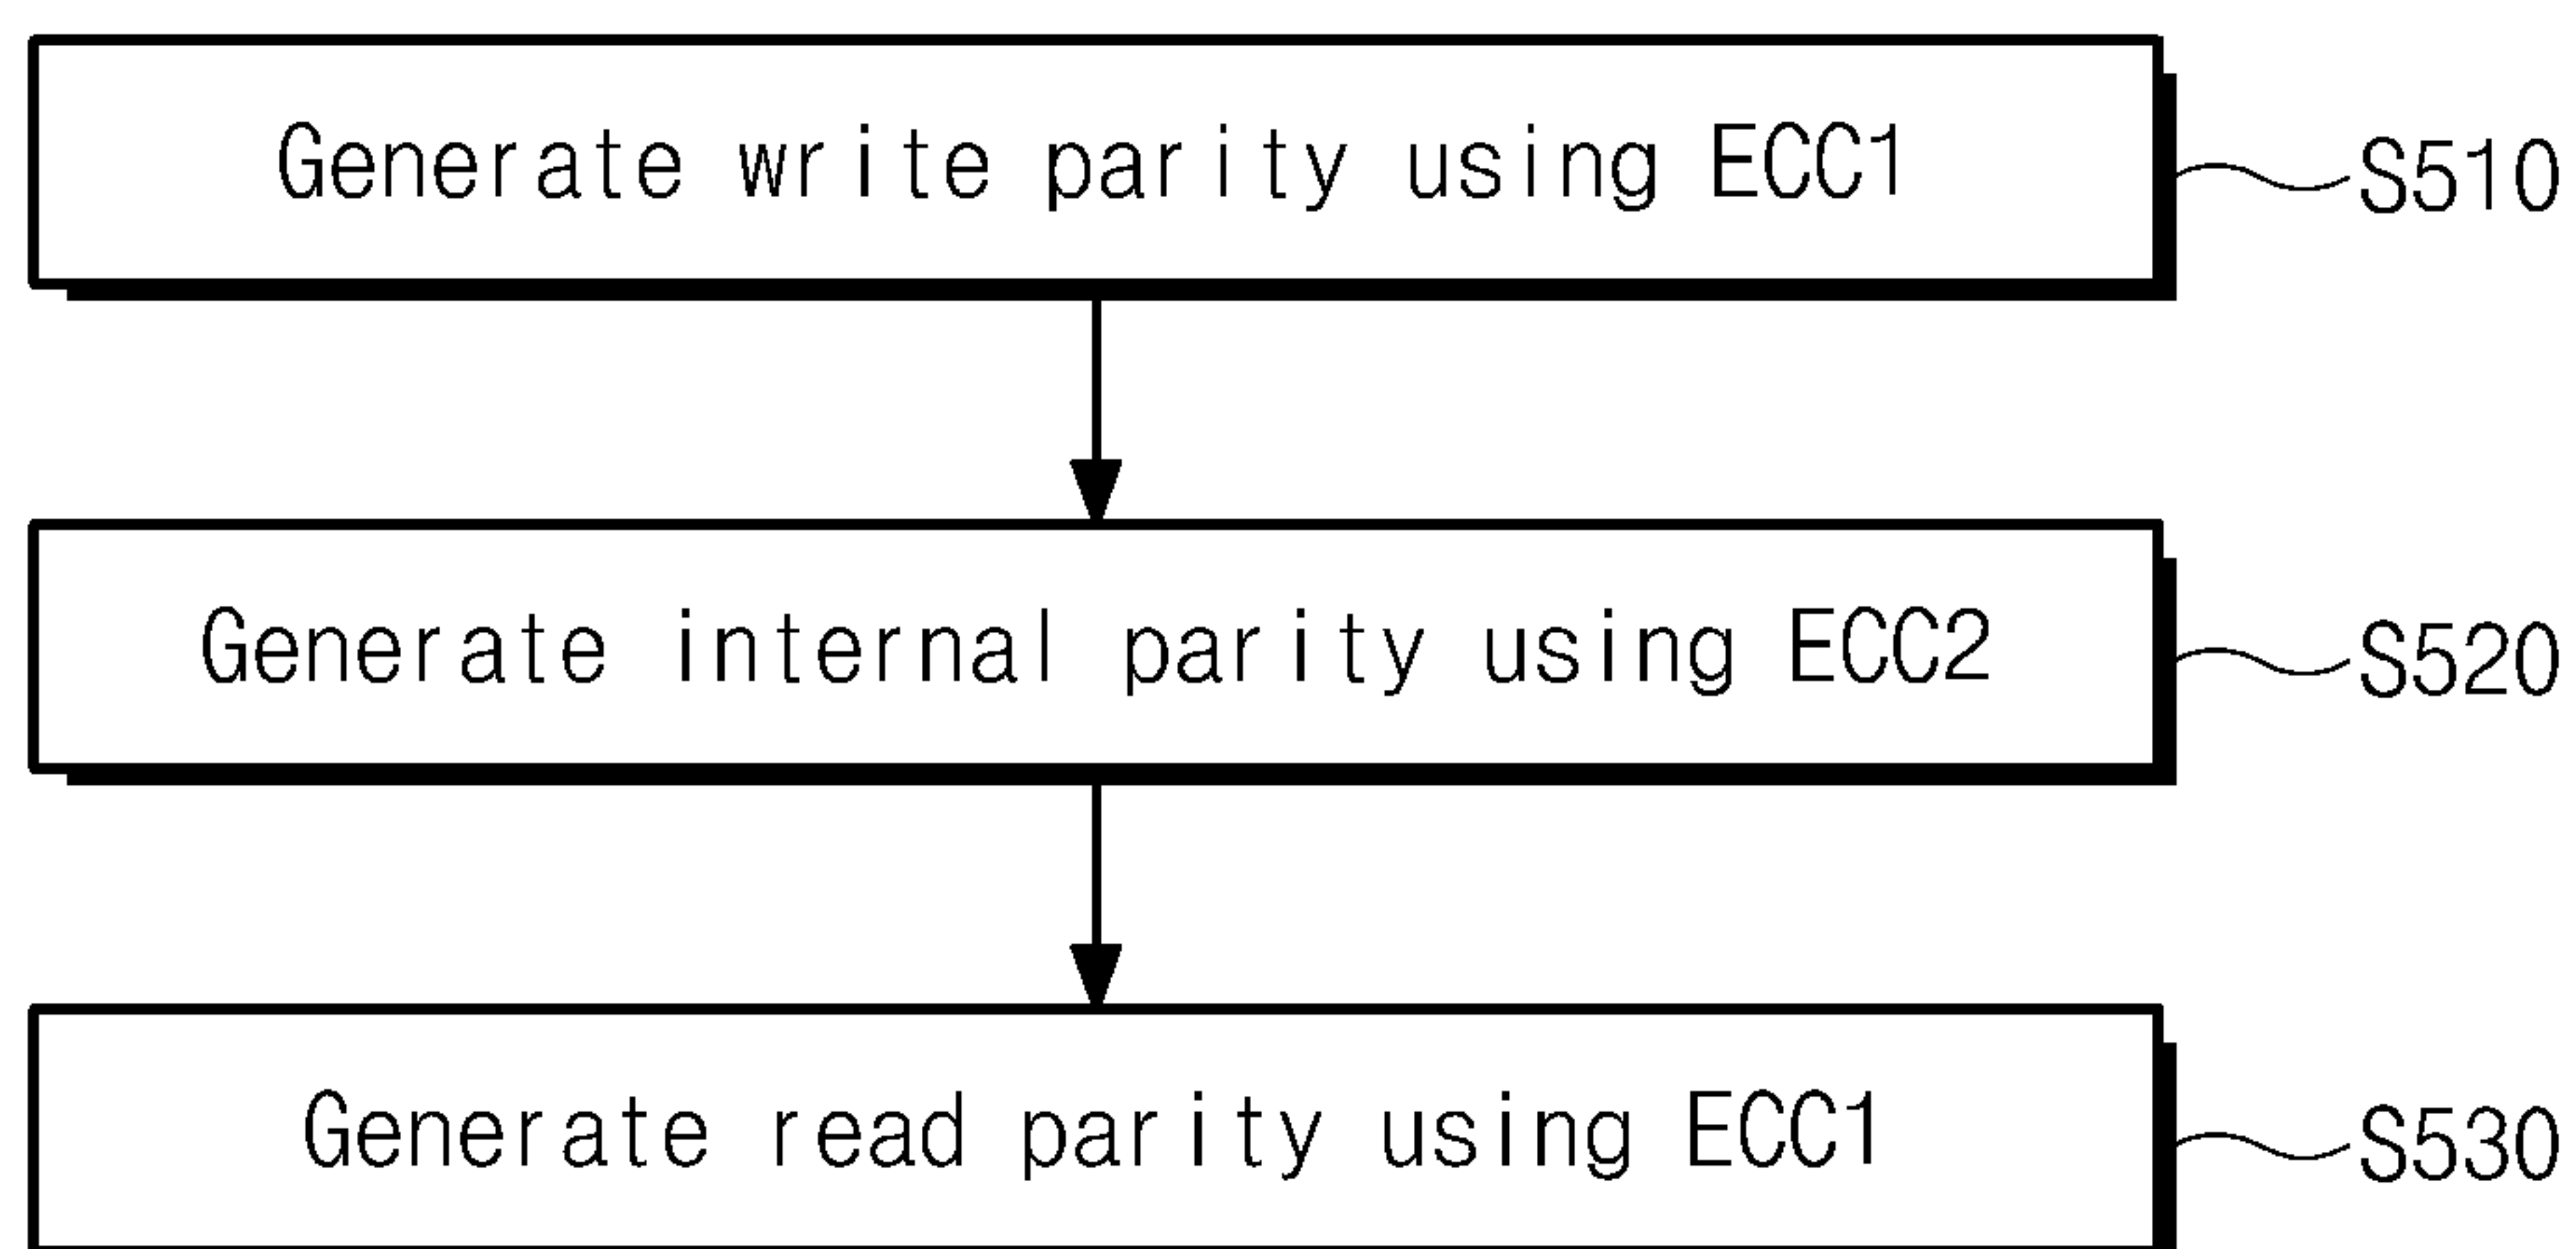 Generate write parity using ECC1
S510
Generate internal parity using ECC2
S520
Generate read parity using ECC1
S530